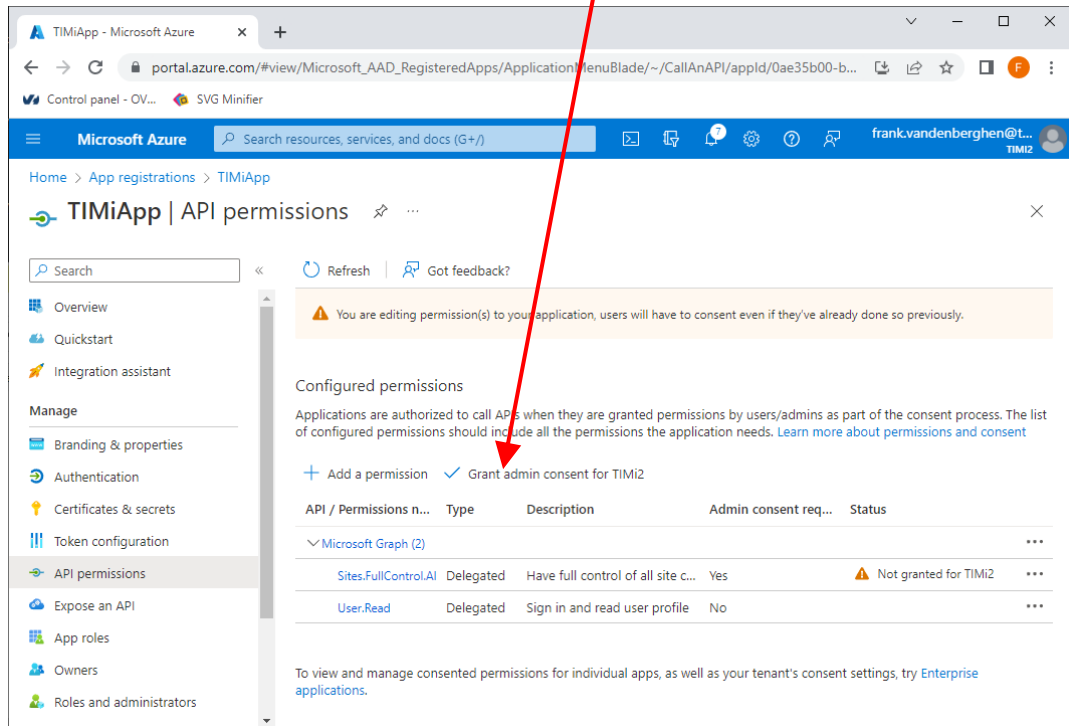 TIMiApp - Microsoft Azure
portal.azure.com/#view/Microsoft_AAD_RegisteredApps/ApplicationMenuBlade/~/CallAnAPI/appId/0ae35b00-b...
F
Control panel - OV...
SVG Minifier
Microsoft Azure
Search resources, services, and docs (G+/)
7
frank.vandenberghen@t...
TIMI2
Home > App registrations > TIMiApp
TIMiApp | API permissions
Search
Refresh
Got feedback?
Overview
You are editing permission(s) to your application, users will have to consent even if they've already done so previously.
Quickstart
Integration assistant
Configured permissions
Manage
Applications are authorized to call APIs when they are granted permissions by users/admins as part of the consent process. The list
of configured permissions should include all the permissions the application needs. Learn more about permissions and consent
Branding & properties
Authentication
Add a permission
Grant admin consent for TIMi2
Certificates & secrets
API / Permissions n... Type Description Admin consent req... Status
Token configuration
Microsoft Graph (2)
API permissions
Sites.FullControl.Al Delegated Have full control of all site c... Yes Not granted for TIMi2
Expose an API
User.Read Delegated Sign in and read user profile No
App roles
Owners
To view and manage consented permissions for individual apps, as well as your tenant's consent settings, try Enterprise
applications.
Roles and administrators